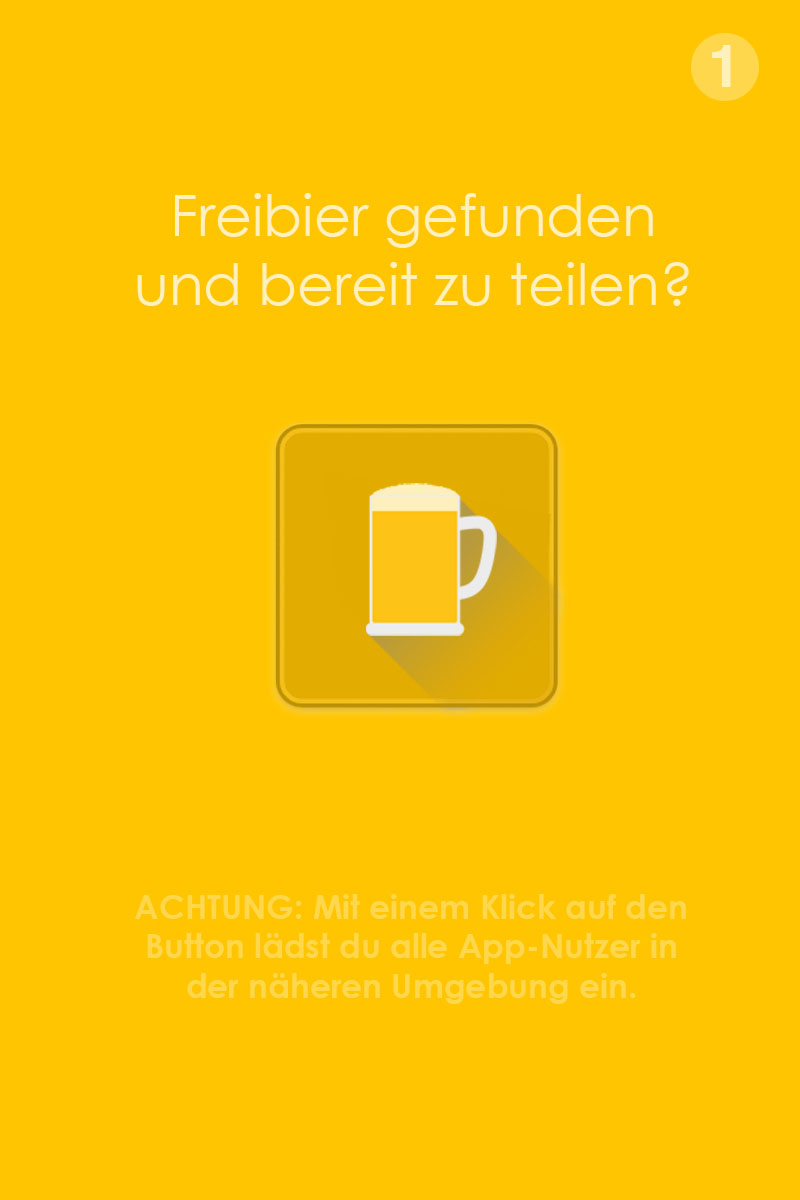 1
Freibier gefunden
und bereit zu teilen?
ACHTUNG: Mit einem Klick auf den
Button lädst du alle App-Nutzer in
der näheren Umgebung ein.